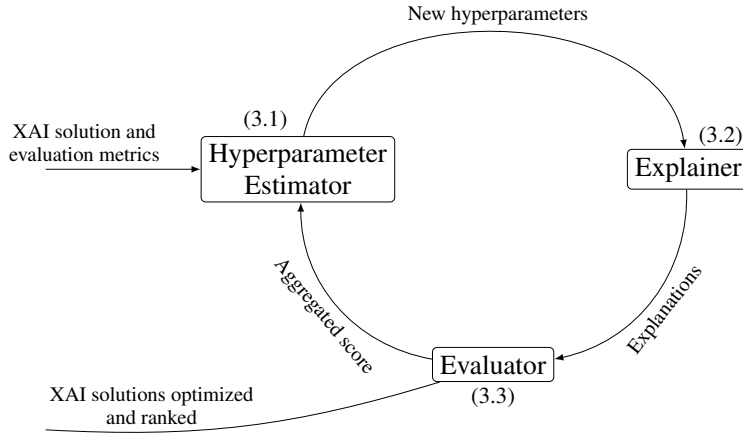 New hyperparameters
(3.1)
XAI solution and
evaluation metrics
Hyperparameter
Estimator
(3.2)
Explainer
Aggregated score
Explanations
Evaluator
(3.3)
XAI solutions optimized
and ranked